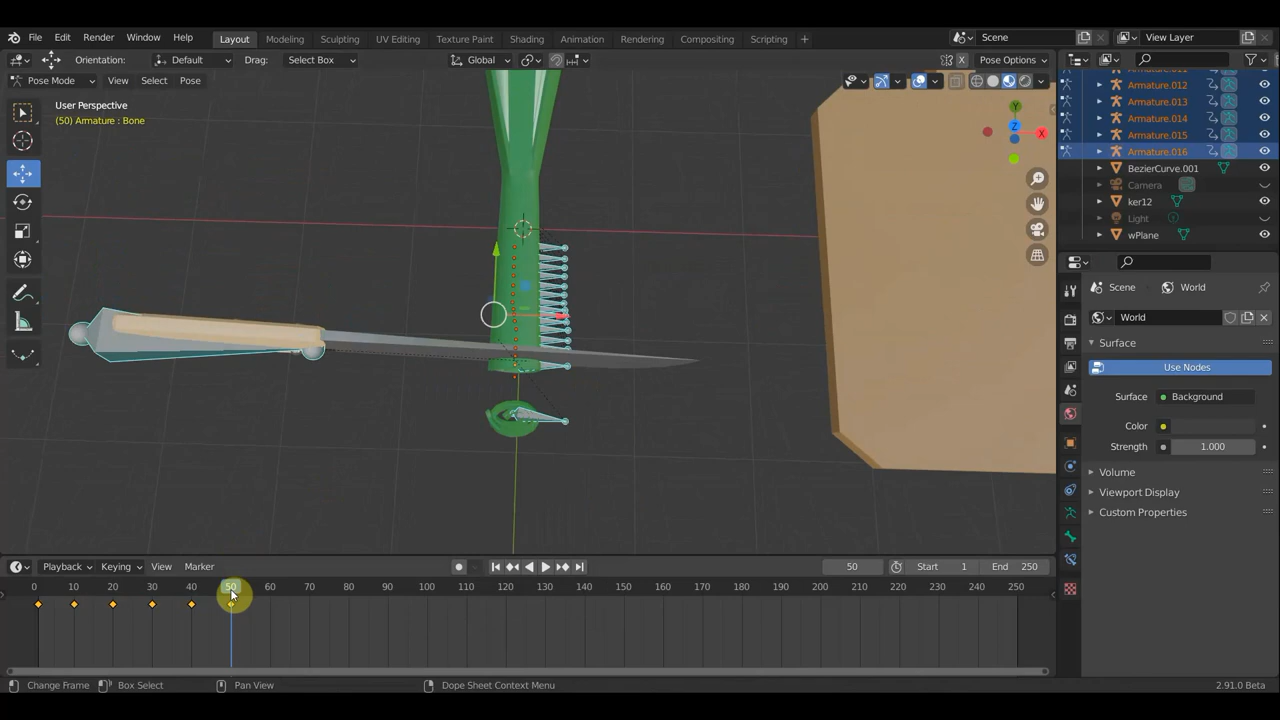 File Edit Render Window Help Layout Modeling Sculpting UV Editing Texture Paint Shading Animation Rendering Compositing Scripting + Scene View Layer
Orientation: Default Drag: Select Box Global X Pose Options
Pose Mode View Select Pose
User Perspective
(50) Armature : Bone
Y
Z
X
Armature.012
Armature.013
Armature.014
Armature.015
Armature.016
BezierCurve.001
Camera
ker12
Light
wPlane
Scene World
World
Surface
Use Nodes
Surface Background
Color
Strength 1.000
Volume
Viewport Display
Custom Properties
Playback Keying View Marker 50 Start 1 End 250
0 10 20 30 40 50 60 70 80 90 100 110 120 130 140 150 160 170 180 190 200 210 220 230 240 250
Change Frame Box Select Pan View Dope Sheet Context Menu 2.91.0 Beta